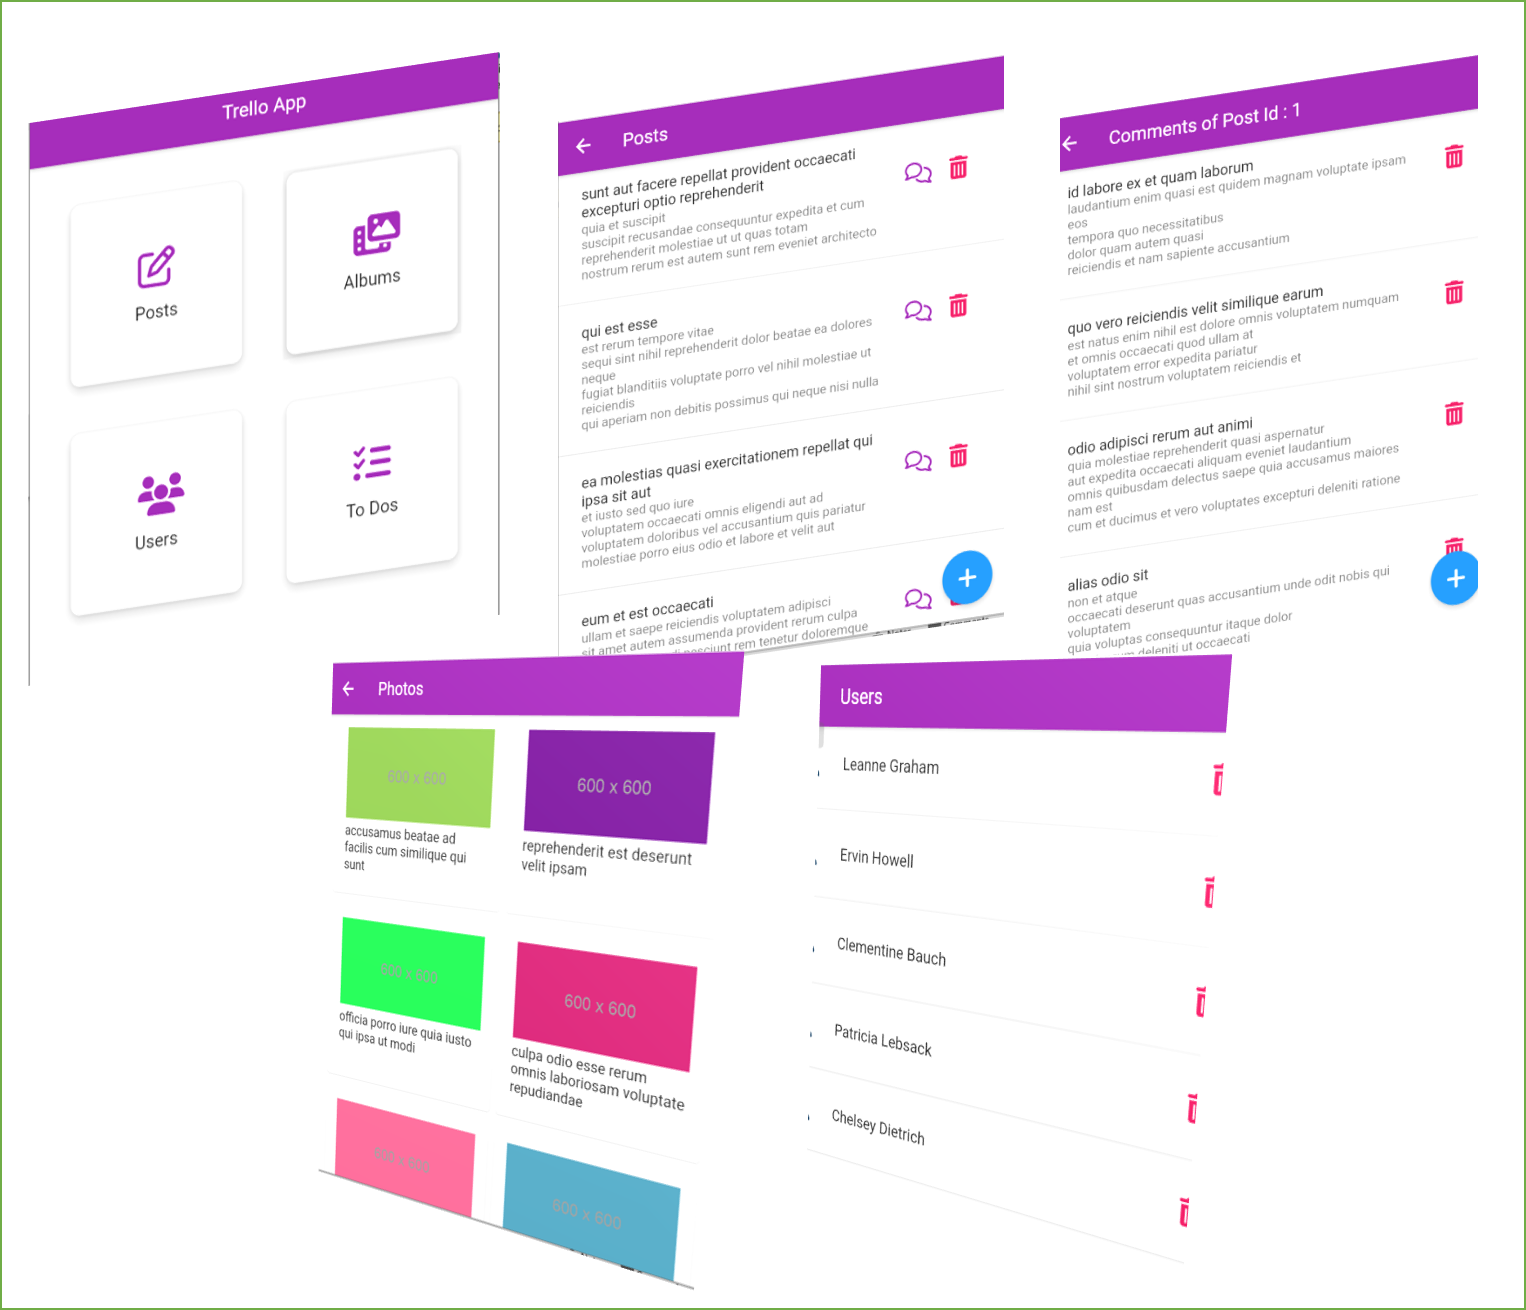 Trello App
Posts
Albums
Users
To Dos
Posts
sunt aut facere repellat provident occaecati
excepturi optio reprehenderit
quia et suscipit
suscipit recusandae consequuntur expedita et cum
reprehenderit molestiae ut ut quas totam
nostrum rerum est autem sunt rem eveniet architecto
qui est esse
est rerum tempore vitae
sequi sint nihil reprehenderit dolor beatae ea dolores
neque
fugiat blanditiis voluptate porro vel nihil molestiae ut
reiciendis
qui aperiam non debitis possimus qui neque nisi nulla
ea molestias quasi exercitationem repellat qui
ipsa sit aut
et iusto sed quo iure
voluptatem occaecati omnis eligendi aut ad
voluptatem doloribus vel accusantium quis pariatur
molestiae porro eius odio et labore et velit aut
eum et est occaecati
ullam et saepe reiciendis voluptatem adipisci
sit amet autem assumenda provident rerum culpa
rem tenetur doloremque
Comments of Post Id : 1
id labore ex et quam laborum
laudantium enim quasi est quidem magnam voluptate ipsam
eos
tempora quo necessitatibus
dolor quam autem quasi
reiciendis et nam sapiente accusantium
quo vero reiciendis velit similique earum
est natus enim nihil est dolore omnis voluptatem numquam
et omnis occaecati quod ullam at
voluptatem error expedita pariatur
nihil sint nostrum voluptatem reiciendis et
odio adipisci rerum aut animi
quia molestiae reprehenderit quasi aspernatur
aut expedita occaecati aliquam eveniet laudantium
omnis quibusdam delectus saepe quia accusamus maiores
nam est
cum et ducimus et vero voluptates excepturi deleniti ratione
alias odio sit
non et atque
occaecati deserunt quas accusantium unde odit nobis qui
voluptatem
quia voluptas consequuntur itaque dolor
deleniti ut occaecati
Photos
600 x 600
accusamus beatae ad
facilis cum similique qui
sunt
600 x 600
reprehenderit est deserunt
velit ipsam
600 x 600
officia porro iure quia iusto
qui ipsa ut modi
600 x 600
culpa odio esse rerum
omnis laboriosam voluptate
repudiandae
600 x 600
600 x 600
Users
Leanne Graham
Ervin Howell
Clementine Bauch
Patricia Lebsack
Chelsey Dietrich